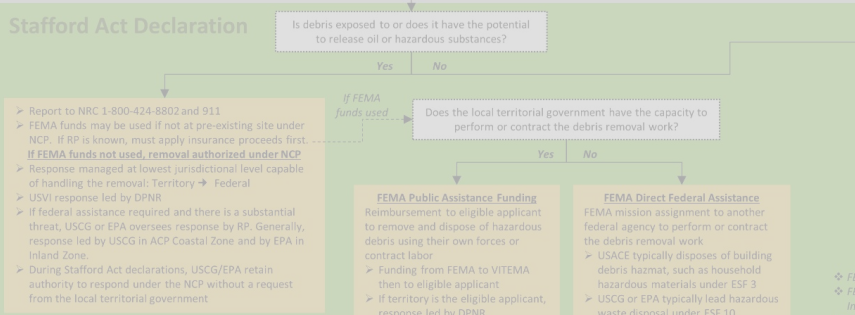 Stafford Act Declaration
Is debris exposed to or does it have the potential
to release oil or hazardous substances?
Yes
No
➢ Report to NRC 1-800-424-8802 and 911
➢ FEMA funds may be used if not at pre-existing site under
NCP. If RP is known, must apply insurance proceeds first.
If FEMA funds not used, removal authorized under NCP
➢ Response managed at lowest jurisdictional level capable
of handling the removal: Territory ➔ Federal
➢ USVI response led by DPNR
➢ If federal assistance required and there is a substantial
threat, USCG or EPA oversees response by RP. Generally,
response led by USCG in ACP Coastal Zone and by EPA in
Inland Zone.
➢ During Stafford Act declarations, USCG/EPA retain
authority to respond under the NCP without a request
from the local territorial government
If FEMA
funds used
Does the local territorial government have the capacity to
perform or contract the debris removal work?
Yes
No
FEMA Public Assistance Funding
Reimbursement to eligible applicant
to remove and dispose of hazardous
debris using their own forces or
contract labor
➢ Funding from FEMA to VITEMA
then to eligible applicant
➢ If territory is the eligible applicant,
response led by DPNR
FEMA Direct Federal Assistance
FEMA mission assignment to another
federal agency to perform or contract
the debris removal work
➢ USACE typically disposes of building
debris hazmat, such as household
hazardous materials under ESF 3
➢ USCG or EPA typically lead hazardous
waste disposal under ESF 10